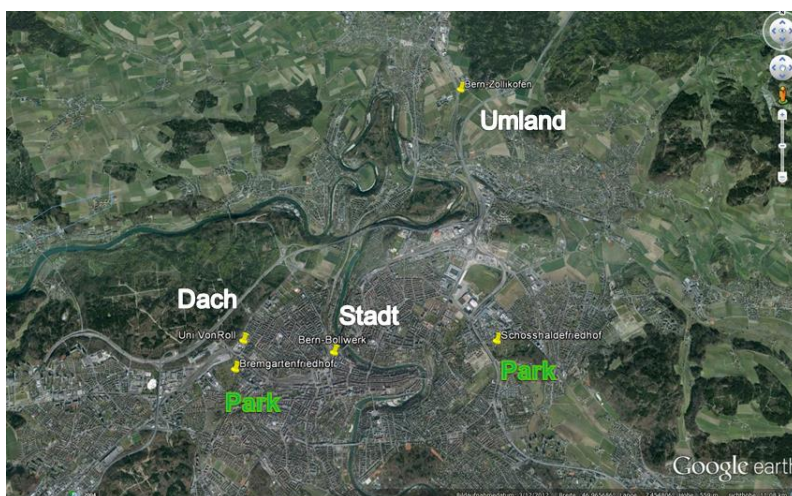 Bern-Zollikofen
Umland
Dach
Stadt
Uni VonRoll
Bern-Bollwerk
Schosshaldefriedhof
Bremgartenfriedhof
Park
Park
Google earth